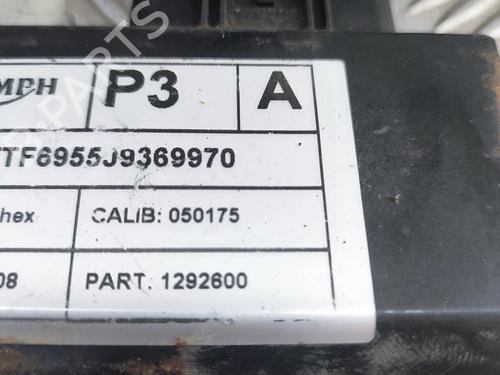 MPH P3 A
TF6955J9369970
hex CALIB: 050175
08 PART. 1292600